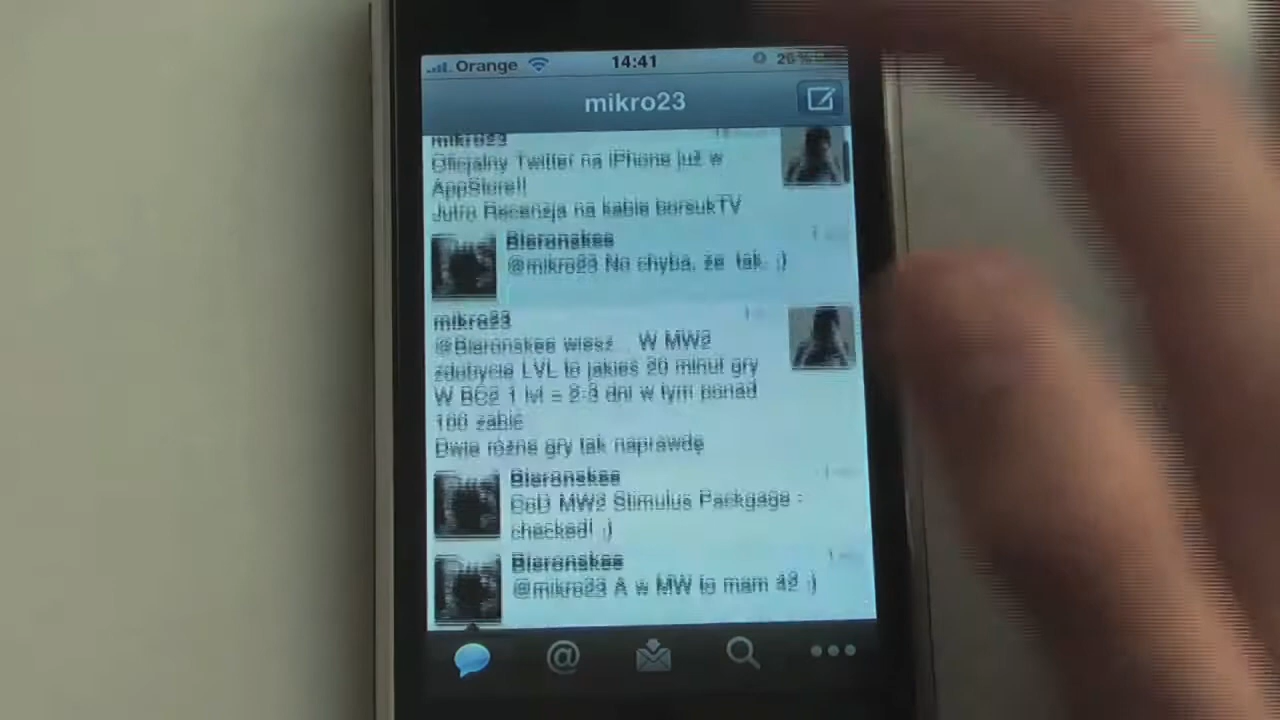 Orange 14:41
mikro23
mikro23
Oficjalny Twitter na iPhone już w
AppStore!!
Jutro Recenzja na kablo borsukTV
Bieronskee
@mikro23 No chyba, że tak. ;)
mikro23
@Bieronskee wiesz... W MW2
zdobycie LVL to jakieś 20 minut gry
W BC2 1 lvl = 2-3 dni w tym ponad
100 zabić
Dwie różne gry tak naprawdę
Bieronskee
CoD MW2 Stimulus Packgage -
checked! ;)
Bieronskee
@mikro23 A w MW to mam 42 ;)